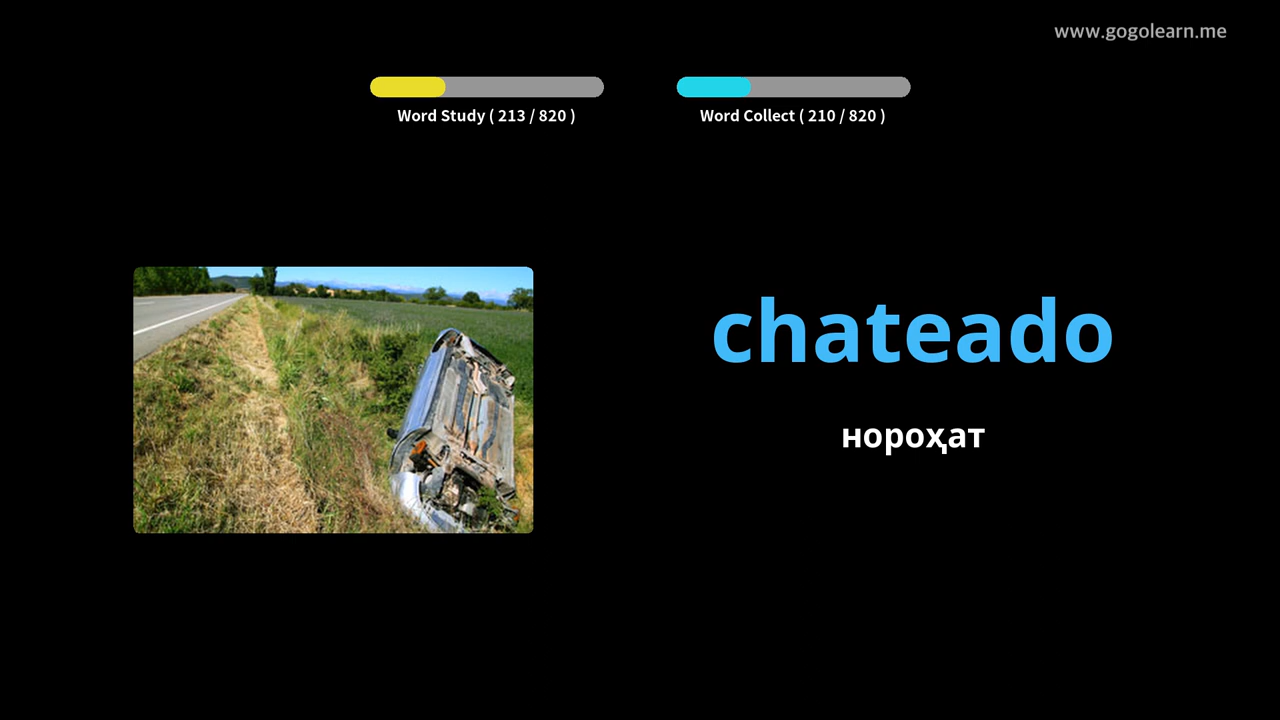 www.gogolearn.me
Word Study ( 213 / 820 )
Word Collect ( 210 / 820 )
chateado
нороҳат